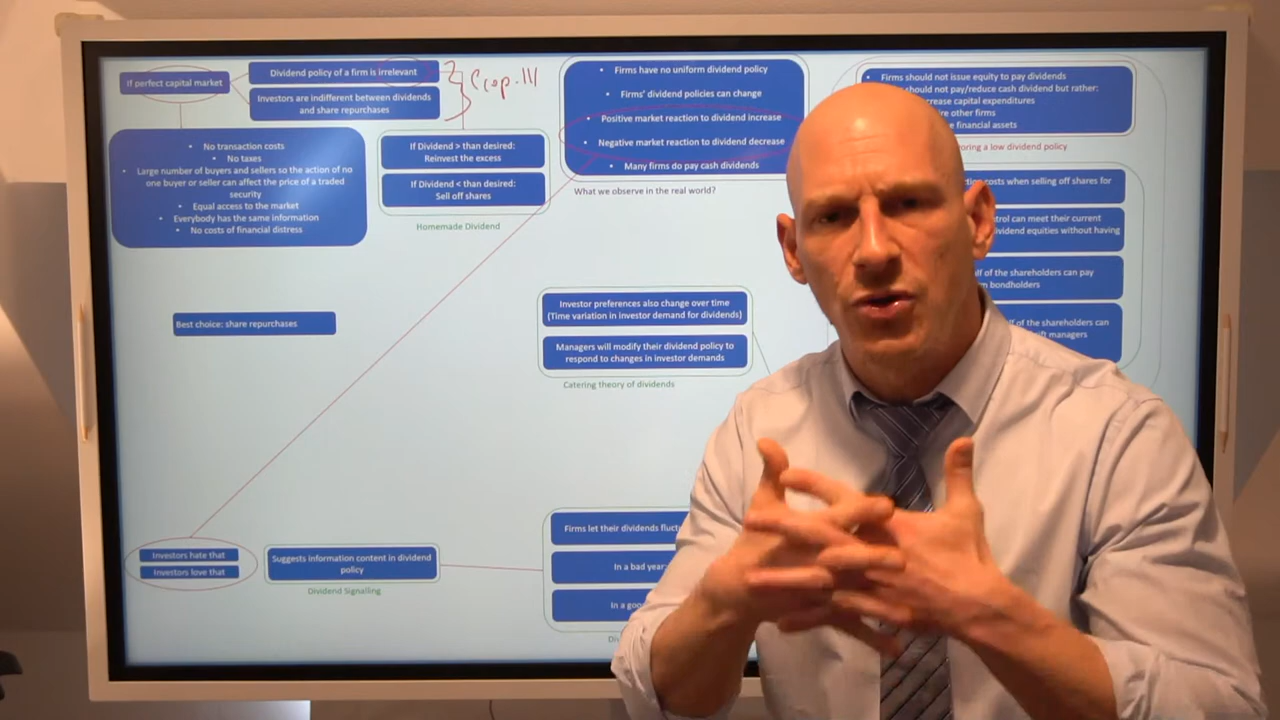 If perfect capital market
Dividend policy of a firm is irrelevant
Investors are indifferent between dividends
and share repurchases
Prop. III
• No transaction costs
• No taxes
• Large number of buyers and sellers so the action of no
one buyer or seller can affect the price of a traded
security
• Equal access to the market
• Everybody has the same information
• No costs of financial distress
If Dividend > than desired:
Reinvest the excess
If Dividend < than desired:
Sell off shares
Homemade Dividend
• Firms have no uniform dividend policy
• Firms' dividend policies can change
• Positive market reaction to dividend increase
• Negative market reaction to dividend decrease
• Many firms do pay cash dividends
What we observe in the real world?
• Firms should not issue equity to pay dividends
should not pay/reduce cash dividend but rather:
crease capital expenditures
other firms
financial assets
oring a low dividend policy
costs when selling off shares for
trol can meet their current
ividend equities without having
lf of the shareholders can pay
bondholders
lf of the shareholders can
managers
Best choice: share repurchases
Investor preferences also change over time
(Time variation in investor demand for dividends)
Managers will modify their dividend policy to
respond to changes in investor demands
Catering theory of dividends
Investors hate that
Investors love that
Suggests information content in dividend
policy
Dividend Signalling
Firms let their dividends fluct
In a bad year:
In a goo
Di